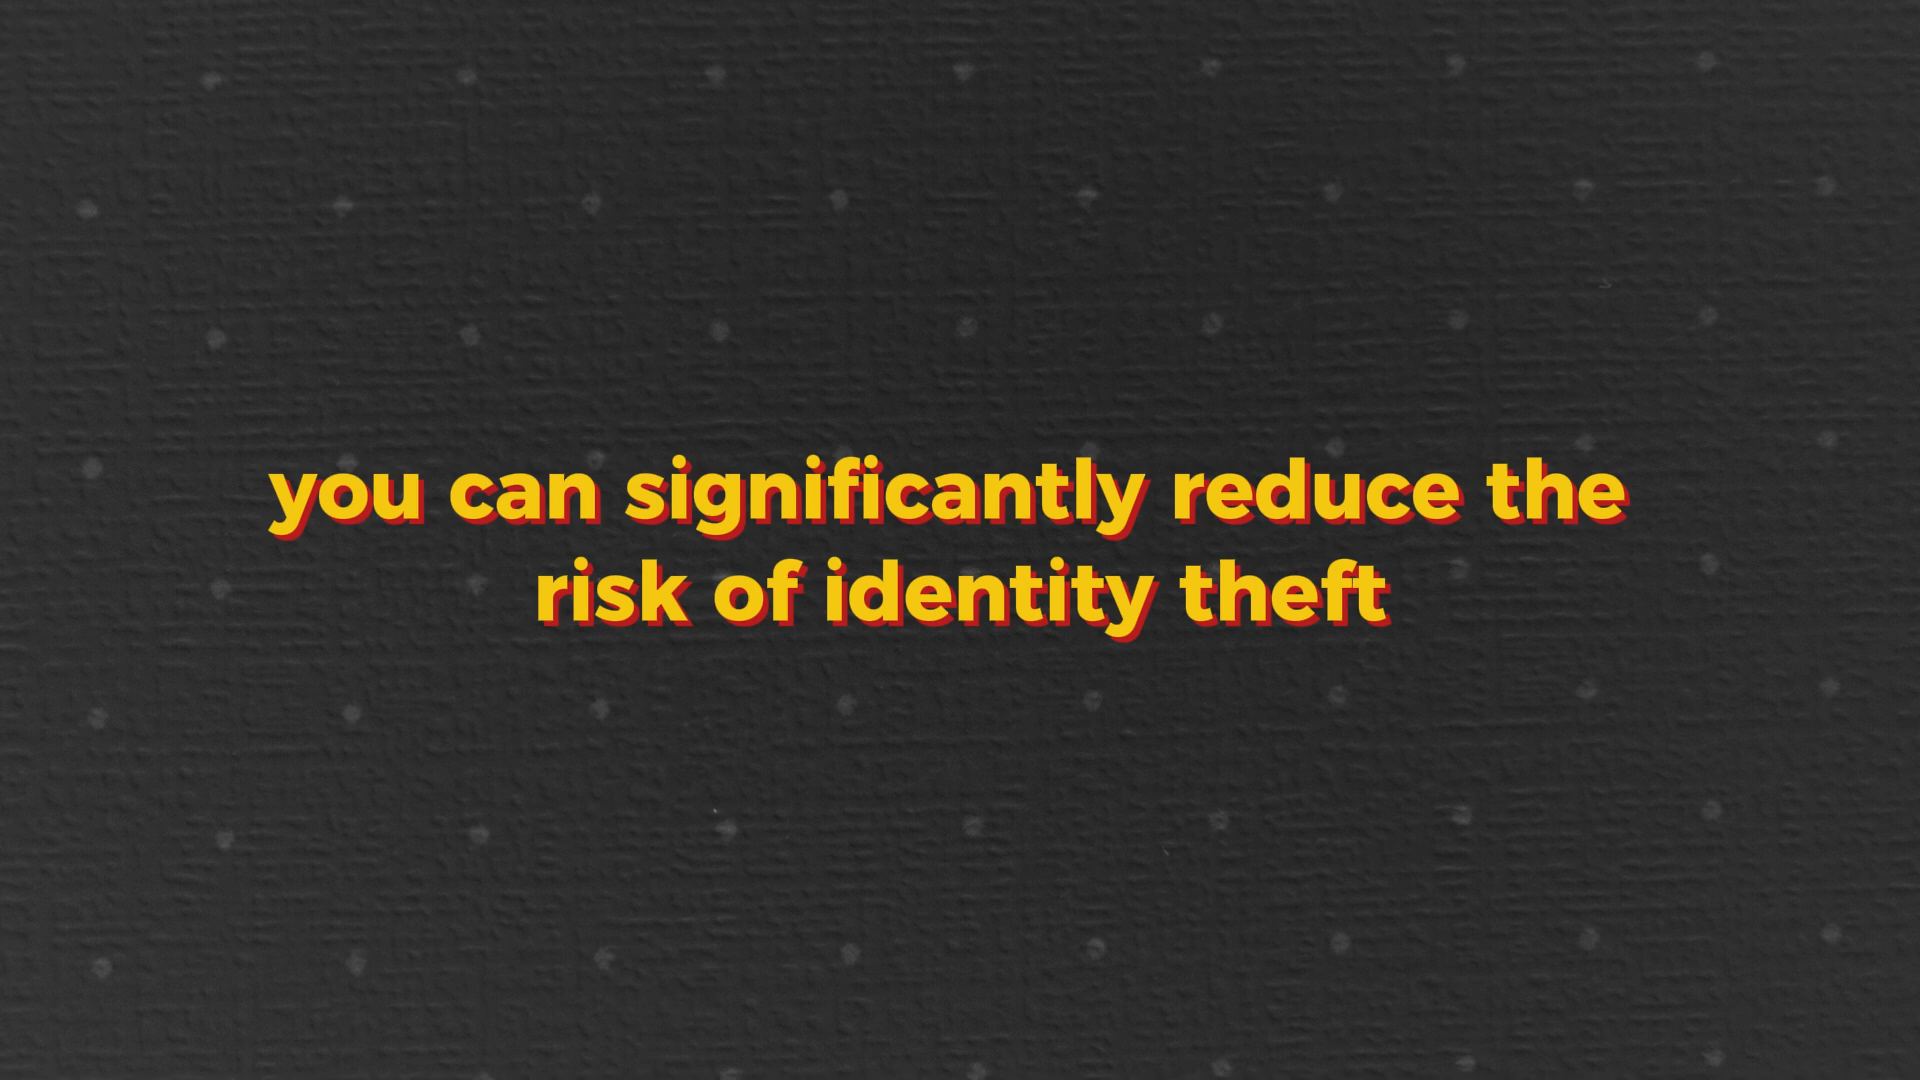 you can significantly reduce the
risk of identity theft